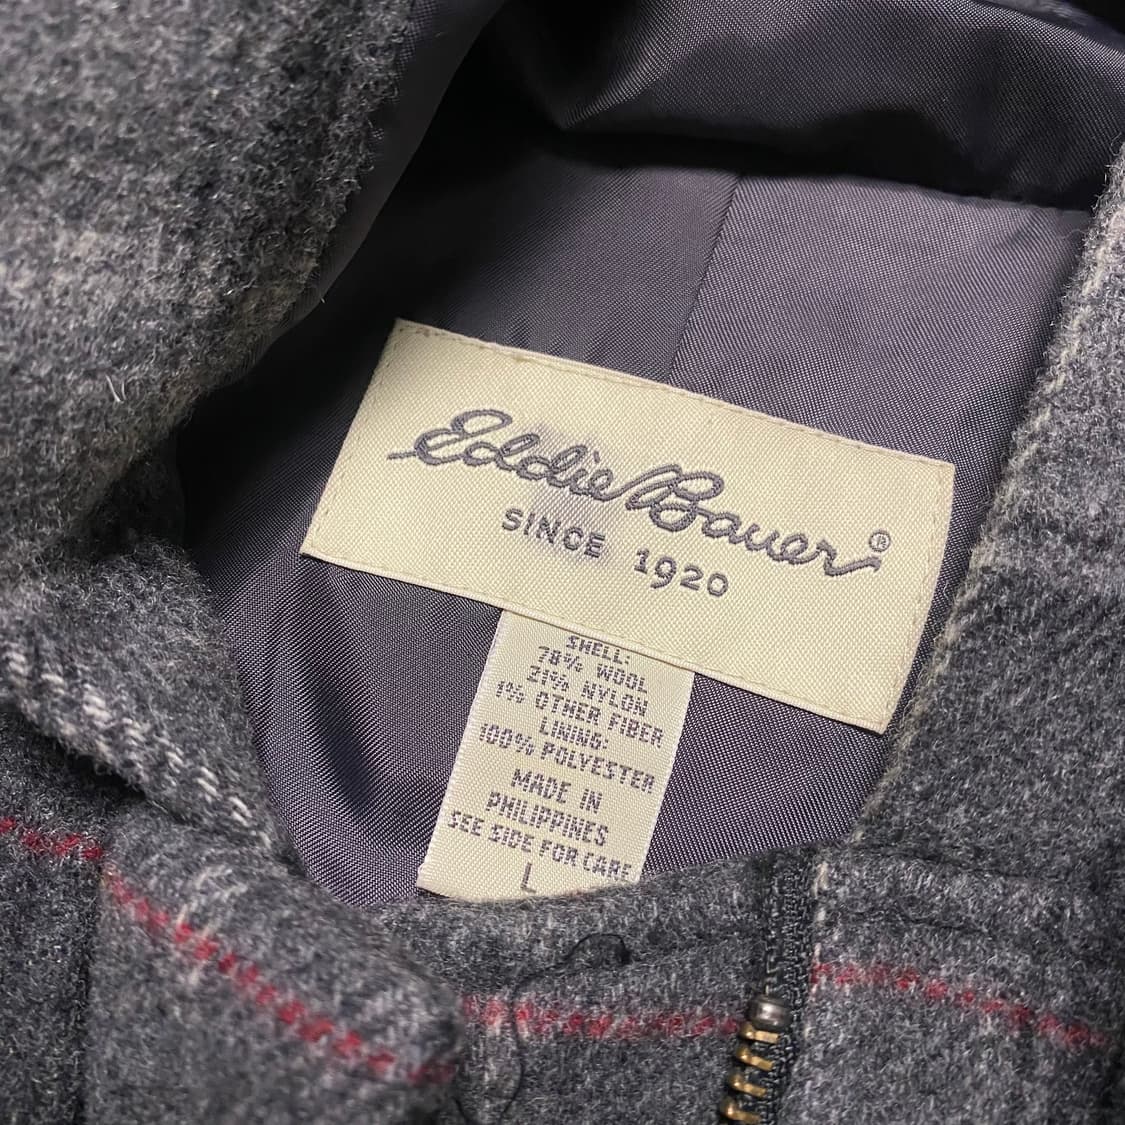 Eddie Bauer®
SINCE 1920
SHELL:
78% WOOL
21% NYLON
1% OTHER FIBER
LINING:
100% POLYESTER
MADE IN
PHILIPPINES
SEE SIDE FOR CARE
L